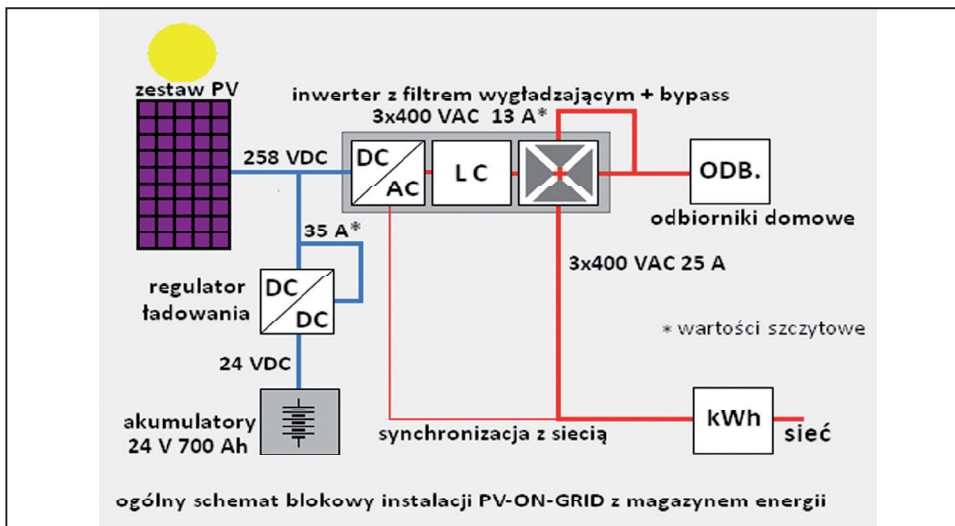 zestaw PV
inwerter z filtrem wygładzającym + bypass
3x400 VAC 13 A*
258 VDC
DC
AC
LC
ODB.
odbiorniki domowe
35 A*
3x400 VAC 25 A
regulator
ładowania
DC
DC
* wartości szczytowe
24 VDC
akumulatory
24 V 700 Ah
synchronizacja z siecią
kWh
sieć
ogólny schemat blokowy instalacji PV-ON-GRID z magazynem energii